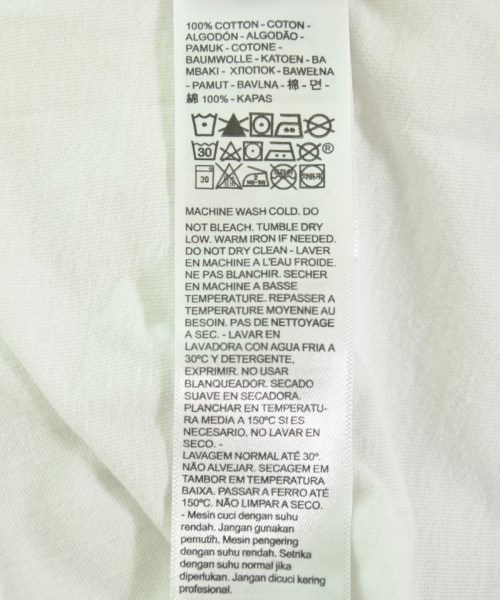 100% COTTON - COTON -
ALGODÓN - ALGODÃO -
PAMUK - COTONE -
BAUMWOLLE - KATOEN - BA
MBAKI - ХЛОПОК - BAWEŁNA
- PAMUT - BAVLNA - 棉 - 면 -
綿 100% - KAPAS
30 ®
30
MACHINE WASH COLD. DO
NOT BLEACH. TUMBLE DRY
LOW. WARM IRON IF NEEDED.
DO NOT DRY CLEAN - LAVER
EN MACHINE A L'EAU FROIDE.
NE PAS BLANCHIR. SECHER
EN MACHINE A BASSE
TEMPERATURE. REPASSER A
TEMPERATURE MOYENNE AU
BESOIN. PAS DE NETTOYAGE
A SEC. - LAVAR EN
LAVADORA CON AGUA FRIA A
30ºC Y DETERGENTE,
EXPRIMIR. NO USAR
BLANQUEADOR. SECADO
SUAVE EN SECADORA.
PLANCHAR EN TEMPERATU-
RA MEDIA A 150ºC SI ES
NECESARIO. NO LAVAR EN
SECO. -
LAVAGEM NORMAL ATÉ 30º.
NÃO ALVEJAR. SECAGEM EM
TAMBOR EM TEMPERATURA
BAIXA. PASSAR A FERRO ATÉ
150ºC. NÃO LIMPAR A SECO.
- Mesin cuci dengan suhu
rendah. Jangan gunakan
pemutih. Mesin pengering
dengan suhu rendah. Setrika
dengan suhu normal jika
diperlukan. Jangan dicuci kering
profesional.